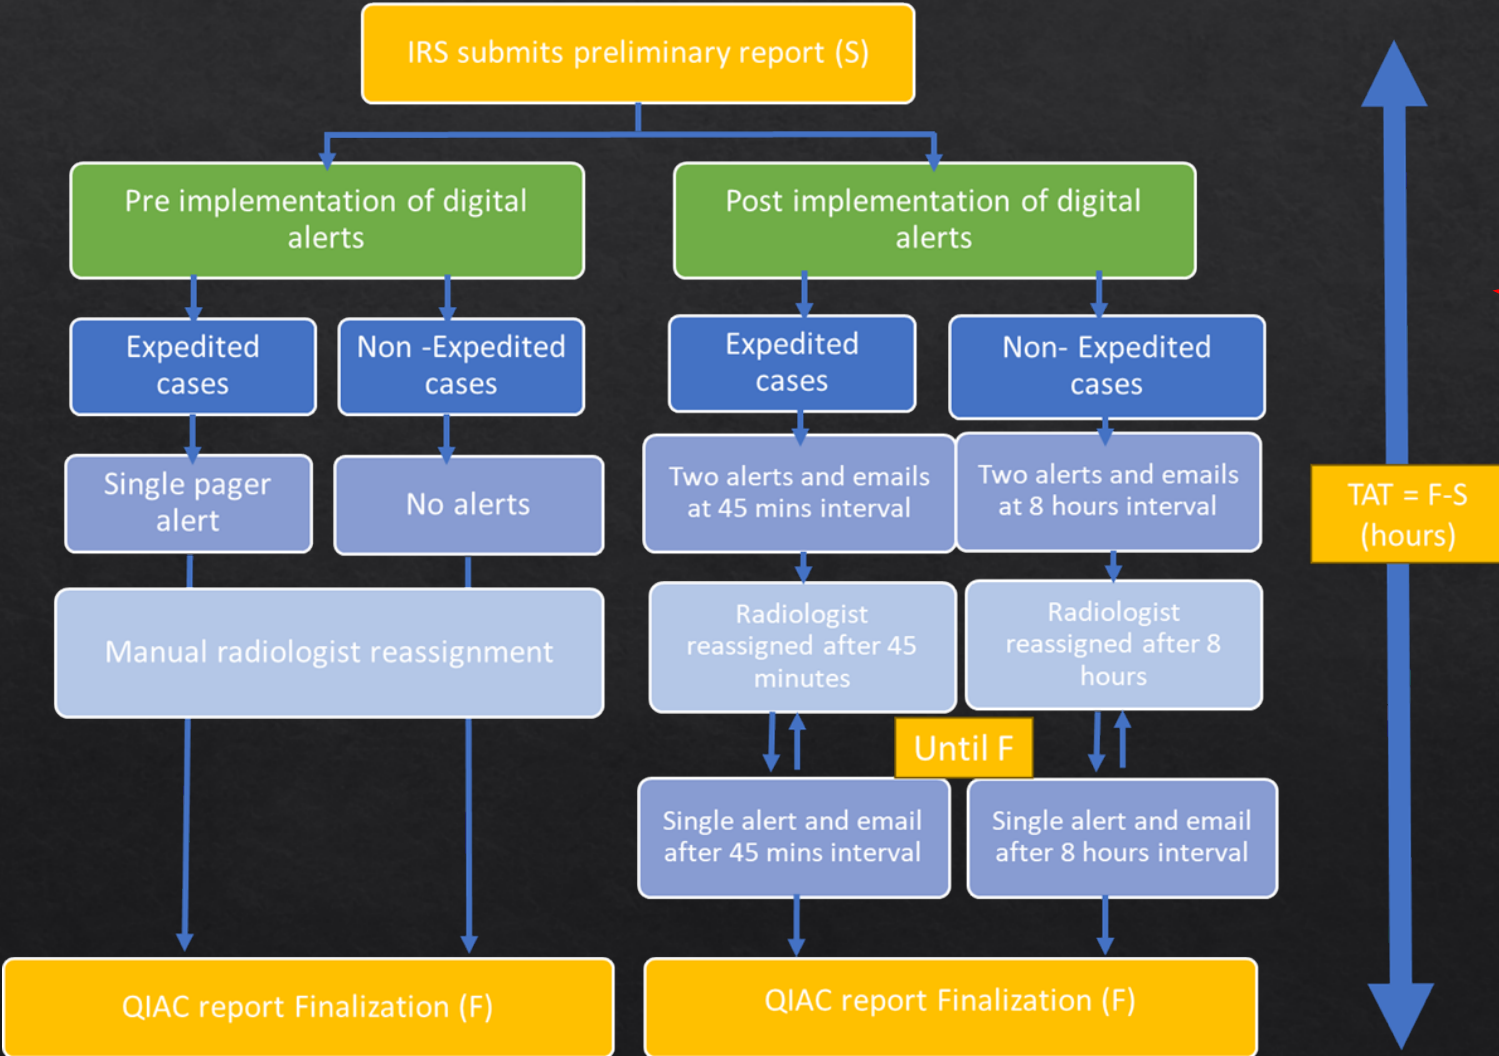 IRS submits preliminary report (S)
Pre implementation of digital
alerts
Post implementation of digital
alerts
Expedited
cases
Non -Expedited
cases
Expedited
cases
Non- Expedited
cases
Single pager
alert
No alerts
Two alerts and emails
at 45 mins interval
Two alerts and emails
at 8 hours interval
TAT = F-S
(hours)
Manual radiologist reassignment
Radiologist
reassigned after 45
minutes
Radiologist
reassigned after 8
hours
Until F
Single alert and email
after 45 mins interval
Single alert and email
after 8 hours interval
QIAC report Finalization (F)
QIAC report Finalization (F)